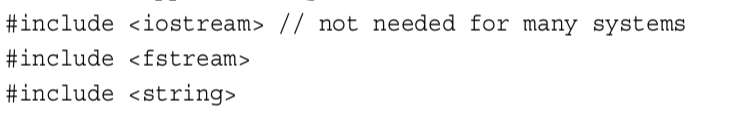 #include <iostream> // not needed for many systems
#include <fstream>
#include <string>